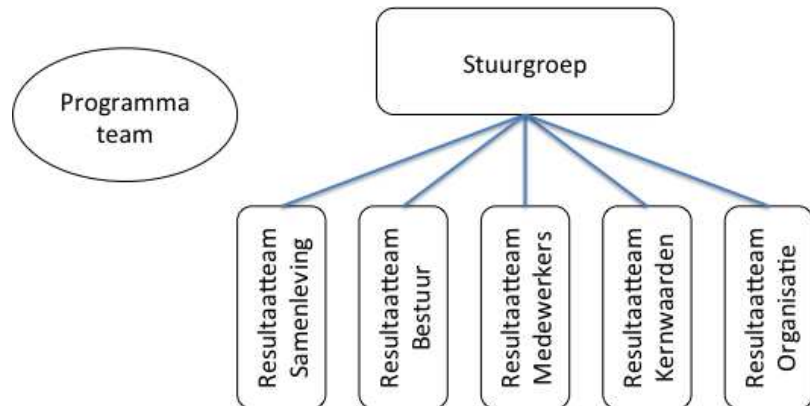 Programma
team
Stuurgroep
Resultaatteam
Samenleving
Resultaatteam
Bestuur
Resultaatteam
Medewerkers
Resultaatteam
Kernwaarden
Resultaatteam
Organisatie